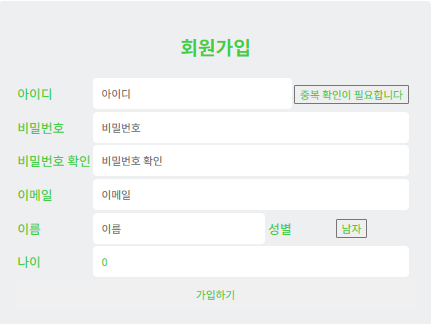 회원가입
아이디 아이디 중복 확인이 필요합니다
비밀번호 비밀번호
비밀번호 확인 비밀번호 확인
이메일 이메일
이름 이름 성별 남자
나이 0
가입하기